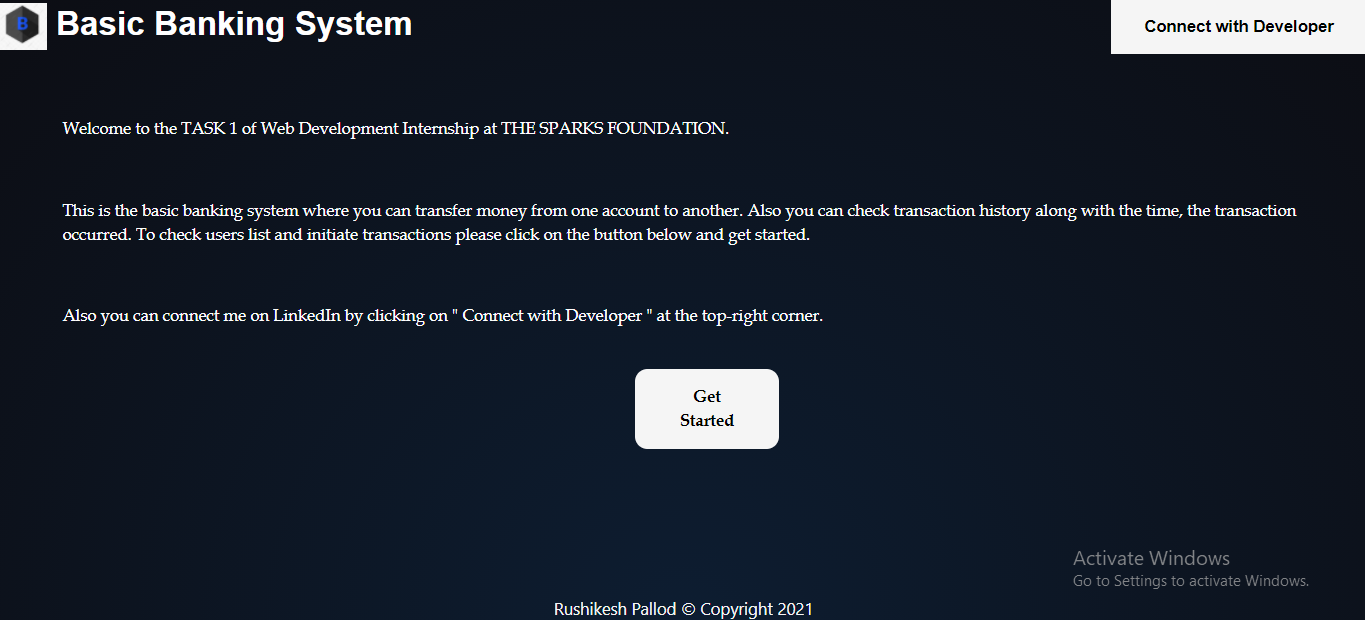 B
Basic Banking System
Connect with Developer
Welcome to the TASK 1 of Web Development Internship at THE SPARKS FOUNDATION.
This is the basic banking system where you can transfer money from one account to another. Also you can check transaction history along with the time, the transaction
occurred. To check users list and initiate transactions please click on the button below and get started.
Also you can connect me on LinkedIn by clicking on " Connect with Developer " at the top-right corner.
Get
Started
Activate Windows
Go to Settings to activate Windows.
Rushikesh Pallod © Copyright 2021